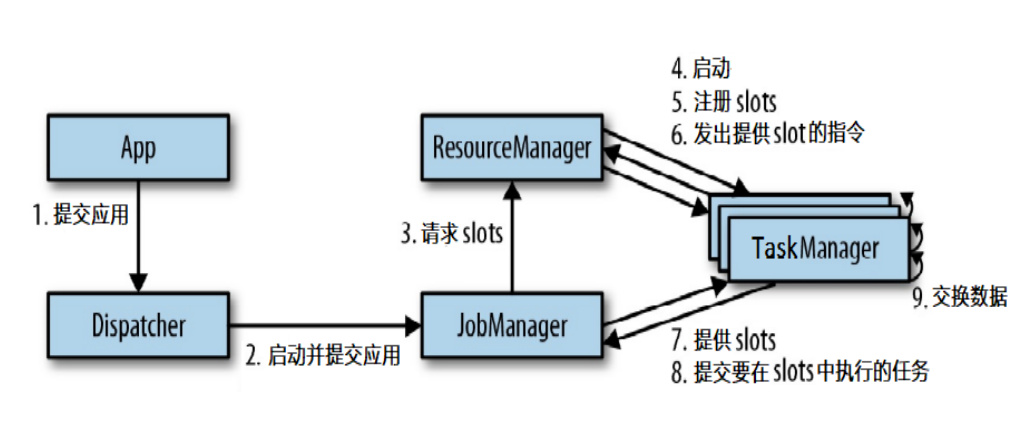 4. 启动
5. 注册 slots
6. 发出提供 slot 的指令
App
ResourceManager
1. 提交应用
3. 请求 slots
TaskManager
9. 交换数据
Dispatcher
JobManager
2. 启动并提交应用
7. 提供 slots
8. 提交要在 slots 中执行的任务